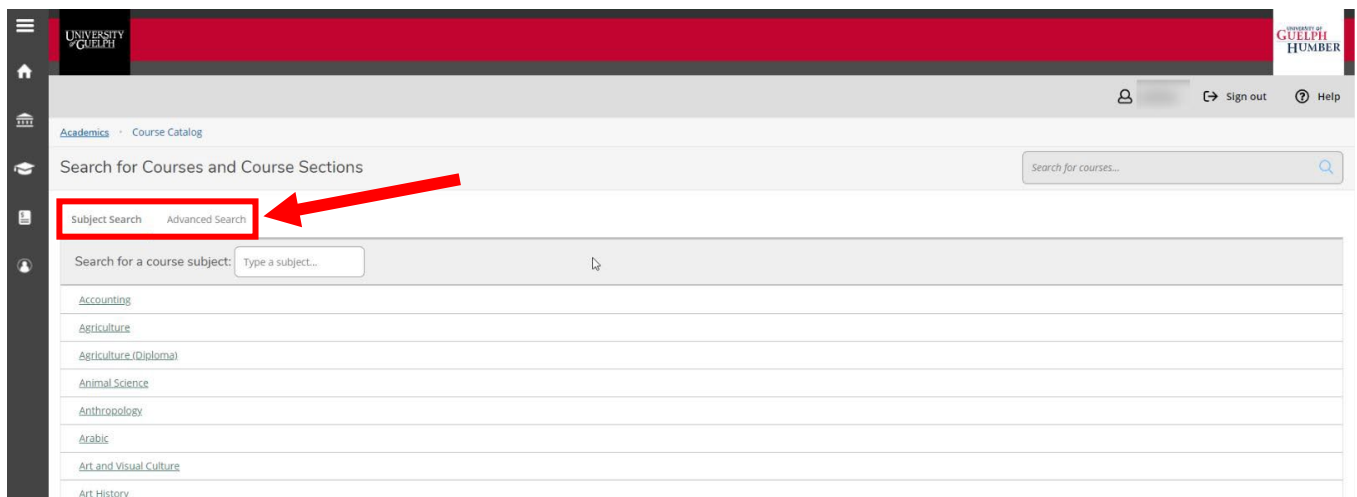 UNIVERSITY
OF GUELPH
UNIVERSITY OF
GUELPH
HUMBER
Sign out Help
Academics · Course Catalog
Search for Courses and Course Sections
Search for courses...
Subject Search Advanced Search
Search for a course subject: Type a subject...
Accounting
Agriculture
Agriculture (Diploma)
Animal Science
Anthropology
Arabic
Art and Visual Culture
Art History